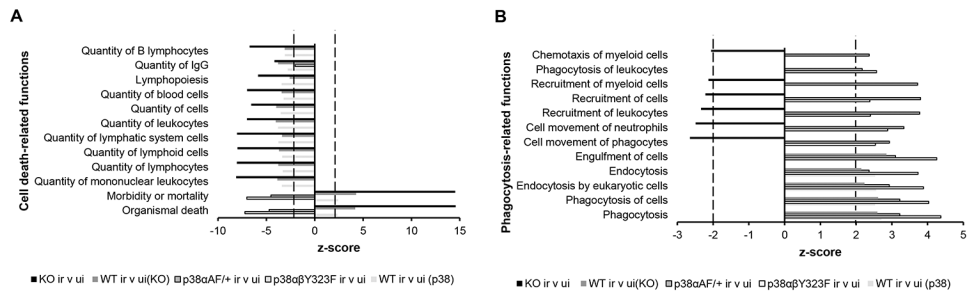 A
Cell death-related functions
Quantity of B lymphocytes
Quantity of IgG
Lymphopoiesis
Quantity of blood cells
Quantity of cells
Quantity of leukocytes
Quantity of lymphatic system cells
Quantity of lymphoid cells
Quantity of lymphocytes
Quantity of mononuclear leukocytes
Morbidity or mortality
Organismal death
-10 -5 0 5 10 15
z-score
KO ir v ui WT ir v ui(KO) p38αAF/+ ir v ui p38αβY323F ir v ui WT ir v ui (p38)
B
Phagocytosis-related functions
Chemotaxis of myeloid cells
Phagocytosis of leukocytes
Recruitment of myeloid cells
Recruitment of cells
Recruitment of leukocytes
Cell movement of neutrophils
Cell movement of phagocytes
Engulfment of cells
Endocytosis
Endocytosis by eukaryotic cells
Phagocytosis of cells
Phagocytosis
-3 -2 -1 0 1 2 3 4 5
z-score
KO ir v ui WT ir v ui(KO) p38αAF/+ ir v ui p38αβY323F ir v ui WT ir v ui (p38)